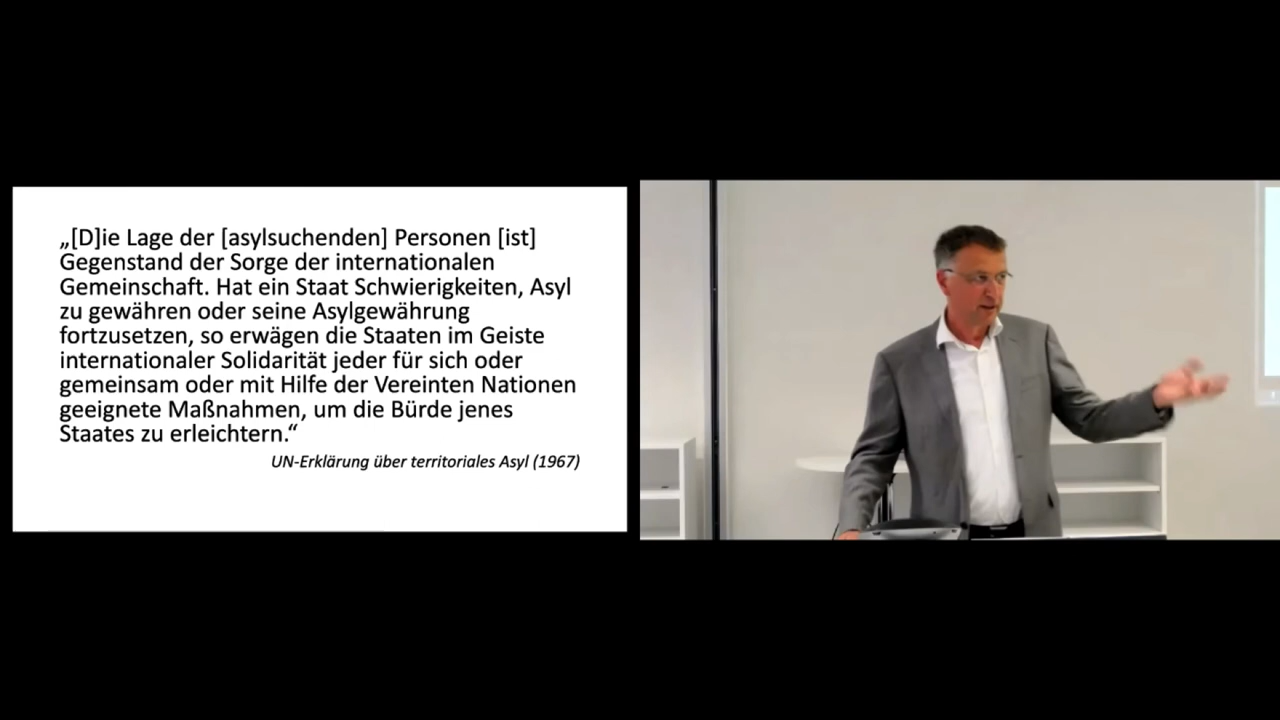 „[D]ie Lage der [asylsuchenden] Personen [ist]
Gegenstand der Sorge der internationalen
Gemeinschaft. Hat ein Staat Schwierigkeiten, Asyl
zu gewähren oder seine Asylgewährung
fortzusetzen, so erwägen die Staaten im Geiste
internationaler Solidarität jeder für sich oder
gemeinsam oder mit Hilfe der Vereinten Nationen
geeignete Maßnahmen, um die Bürde jenes
Staates zu erleichtern.“
UN-Erklärung über territoriales Asyl (1967)